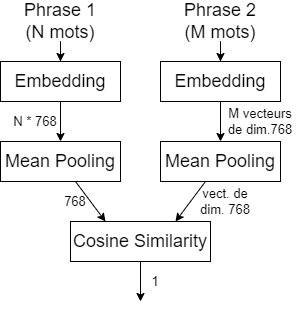 Phrase 1
(N mots)
Phrase 2
(M mots)
Embedding
Embedding
N * 768
M vecteurs
de dim.768
Mean Pooling
Mean Pooling
768
vect. de
dim. 768
Cosine Similarity
1